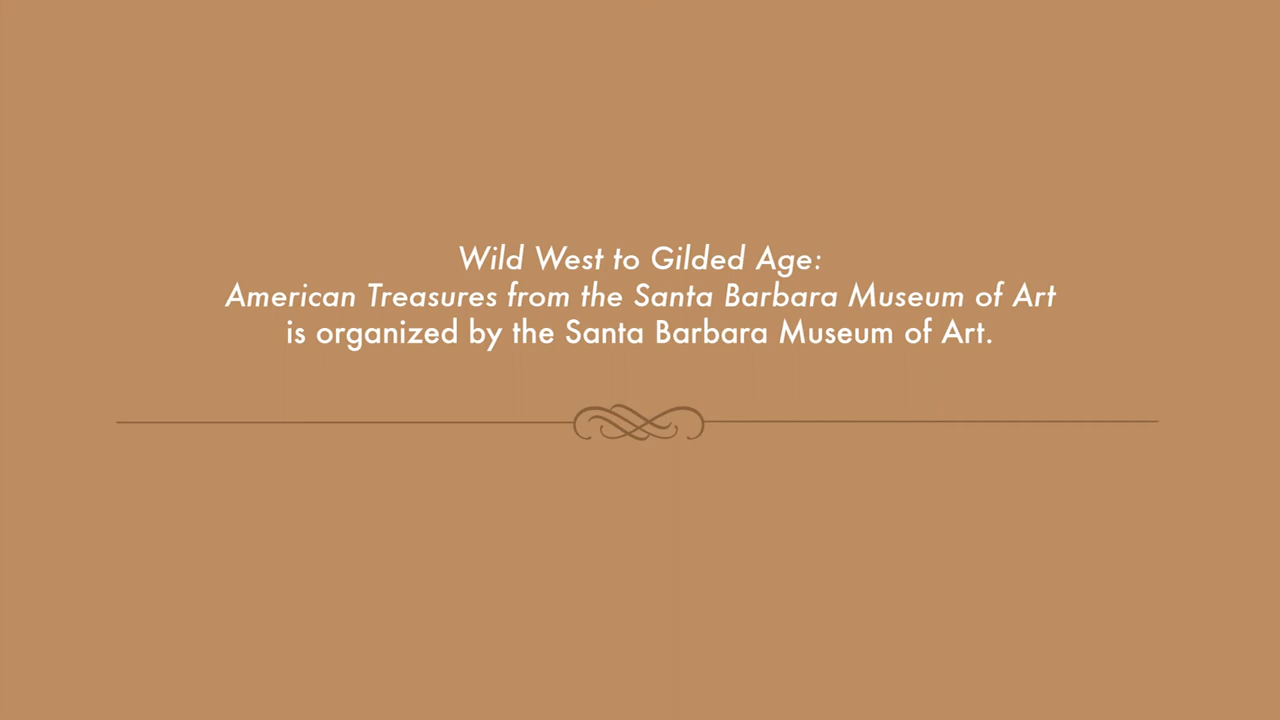 Wild West to Gilded Age:
American Treasures from the Santa Barbara Museum of Art
is organized by the Santa Barbara Museum of Art.